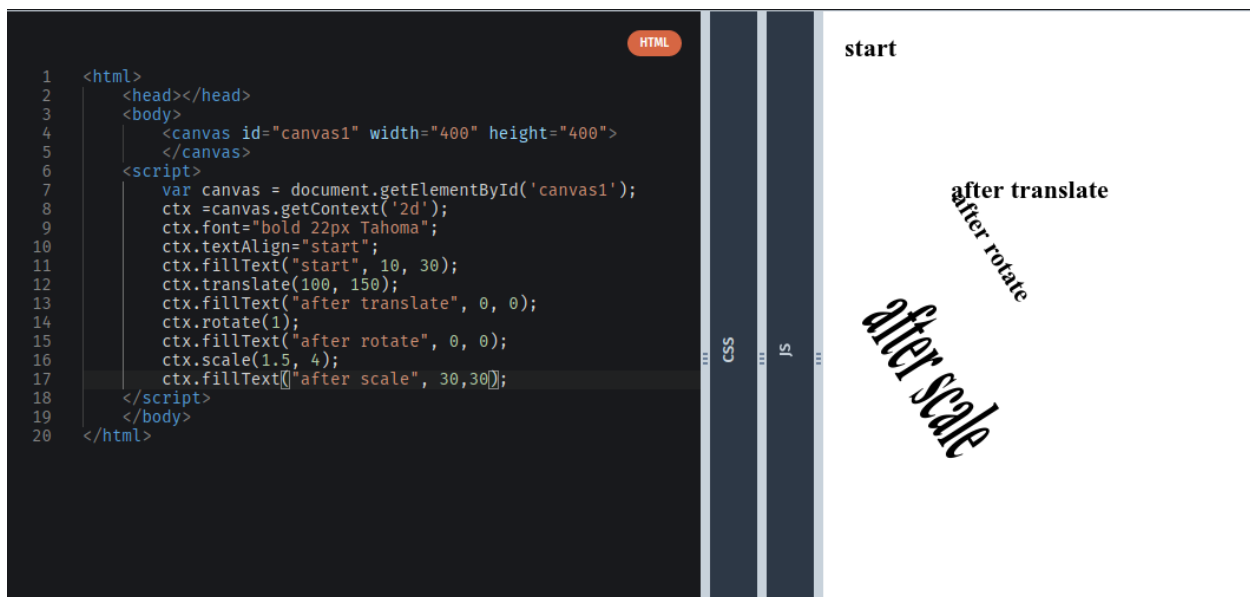 HTML
1 <html>
2 <head></head>
3 <body>
4 <canvas id="canvas1" width="400" height="400">
5 </canvas>
6 <script>
7 var canvas = document.getElementById('canvas1');
8 ctx =canvas.getContext('2d');
9 ctx.font="bold 22px Tahoma";
10 ctx.textAlign="start";
11 ctx.fillText("start", 10, 30);
12 ctx.translate(100, 150);
13 ctx.fillText("after translate", 0, 0);
14 ctx.rotate(1);
15 ctx.fillText("after rotate", 0, 0);
16 ctx.scale(1.5, 4);
17 ctx.fillText("after scale", 30,30);
18 </script>
19 </body>
20 </html>
CSS
JS
start
after translate
after rotate
after scale